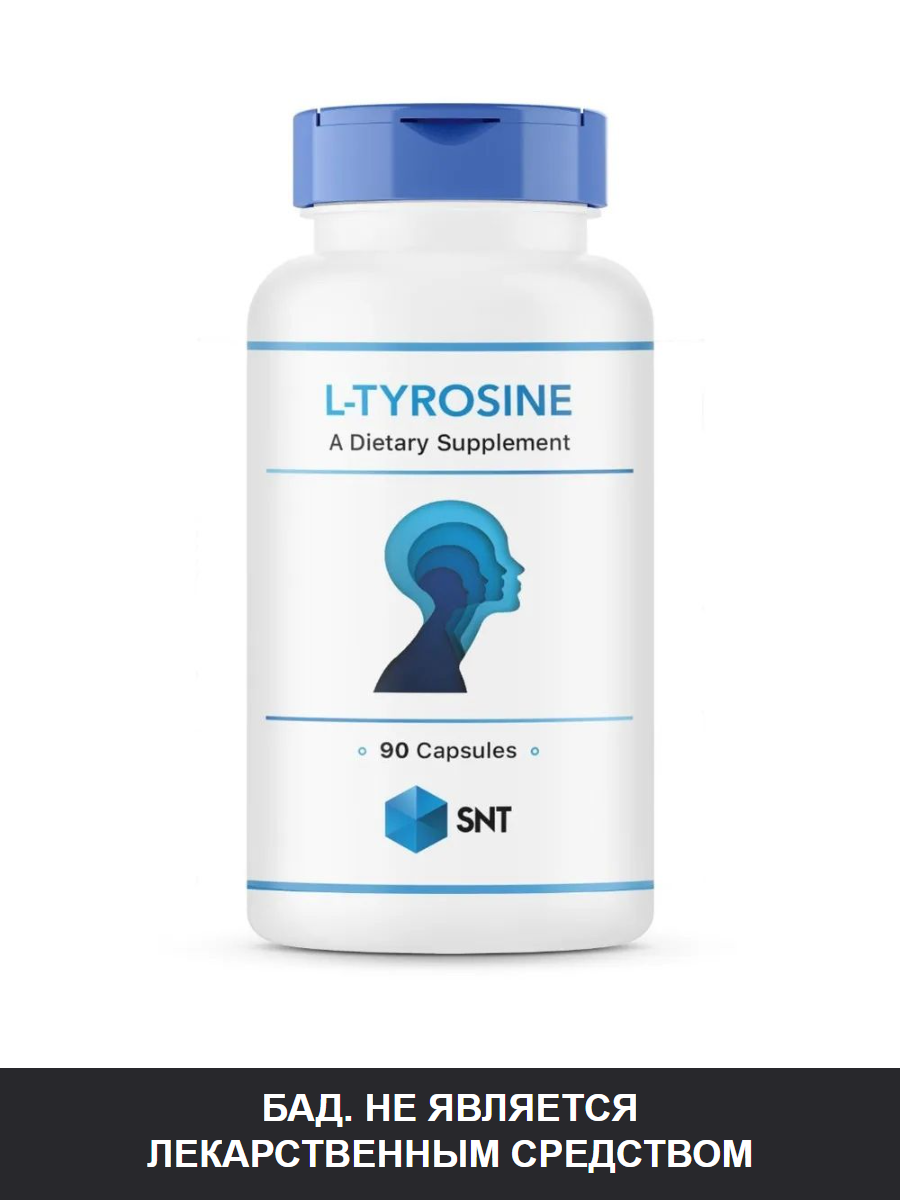 L-TYROSINE
A Dietary Supplement
90 Capsules
SNT
БАД. НЕ ЯВЛЯЕТСЯ
ЛЕКАРСТВЕННЫМ СРЕДСТВОМ